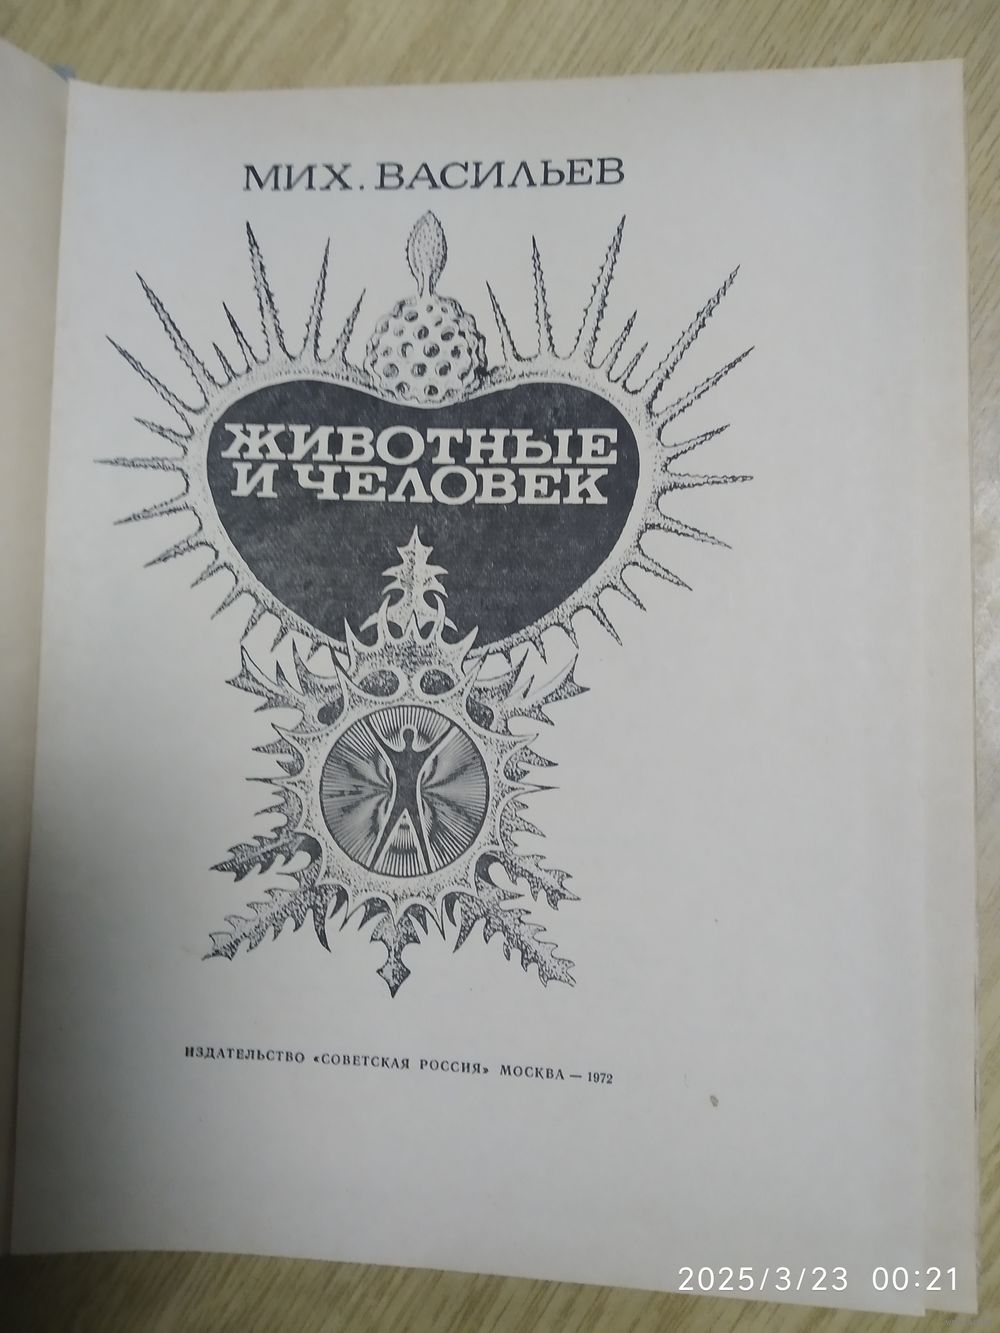 МИХ. ВАСИЛЬЕВ
ЖИВОТНЫЕ
И ЧЕЛОВЕК
ИЗДАТЕЛЬСТВО «СОВЕТСКАЯ РОССИЯ» МОСКВА — 1972
2025/3/23 00:21